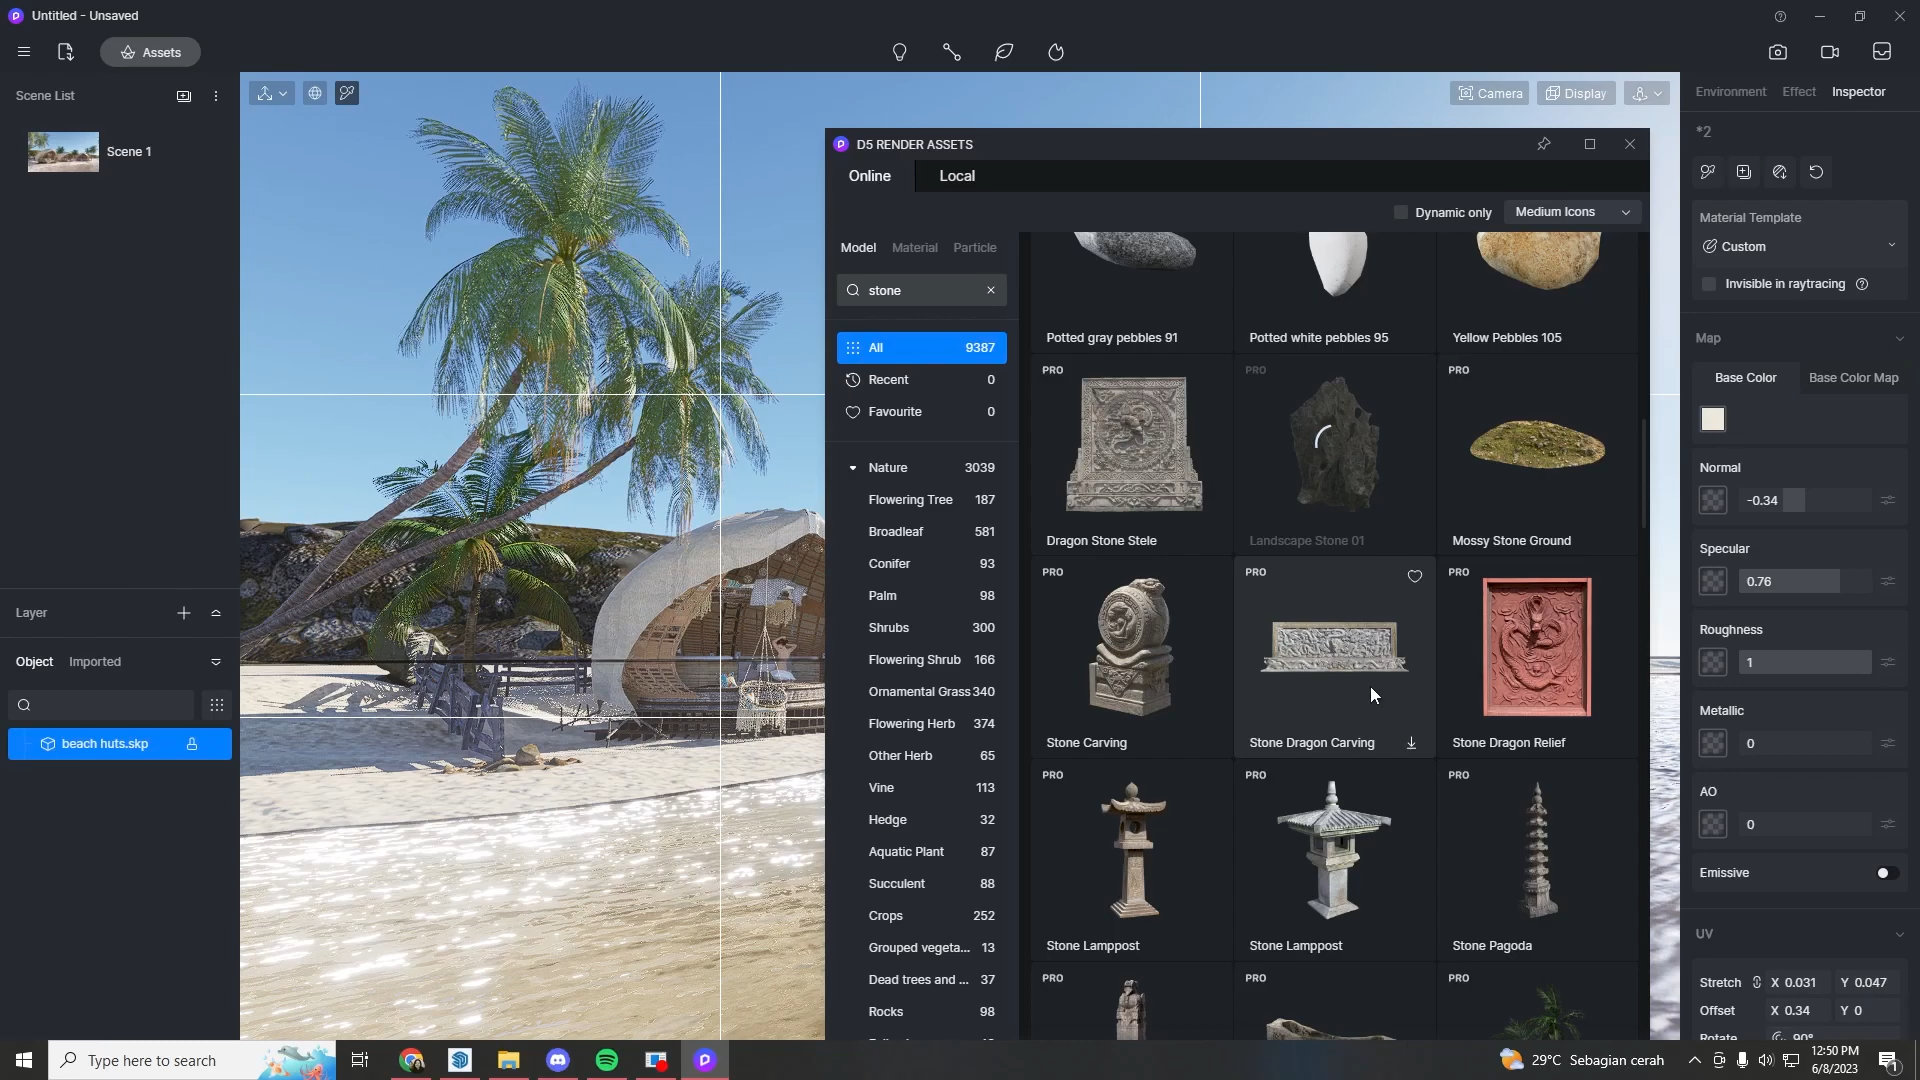 Untitled - Unsaved
Assets
Scene List
Scene 1
Layer
Object Imported
beach huts.skp
Camera Display
D5 RENDER ASSETS
Online Local
Dynamic only Medium Icons
Model Material Particle
stone
All 9387
Recent 0
Favourite 0
Nature 3039
Flowering Tree 187
Broadleaf 581
Conifer 93
Palm 98
Shrubs 300
Flowering Shrub 166
Ornamental Grass 340
Flowering Herb 374
Other Herb 65
Vine 113
Hedge 32
Aquatic Plant 87
Succulent 88
Crops 252
Grouped vegeta... 13
Dead trees and ... 37
Rocks 98
Potted gray pebbles 91 Potted white pebbles 95 Yellow Pebbles 105
PRO PRO PRO
Dragon Stone Stele Landscape Stone 01 Mossy Stone Ground
PRO PRO PRO
Stone Carving Stone Dragon Carving Stone Dragon Relief
PRO PRO PRO
Stone Lamppost Stone Lamppost Stone Pagoda
PRO PRO PRO
Environment Effect Inspector
*2
Material Template
Custom
Invisible in raytracing
Map
Base Color Base Color Map
Normal
-0.34
Specular
0.76
Roughness
1
Metallic
0
AO
0
Emissive
UV
Stretch X 0.031 Y 0.047
Offset X 0.34 Y 0
Rotate 90°
Type here to search
29°C Sebagian cerah
12:50 PM
6/8/2023
1